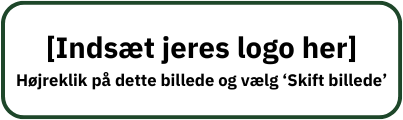 [Indsæt jeres logo her]
Højreklik på dette billede og vælg ‘Skift billede’